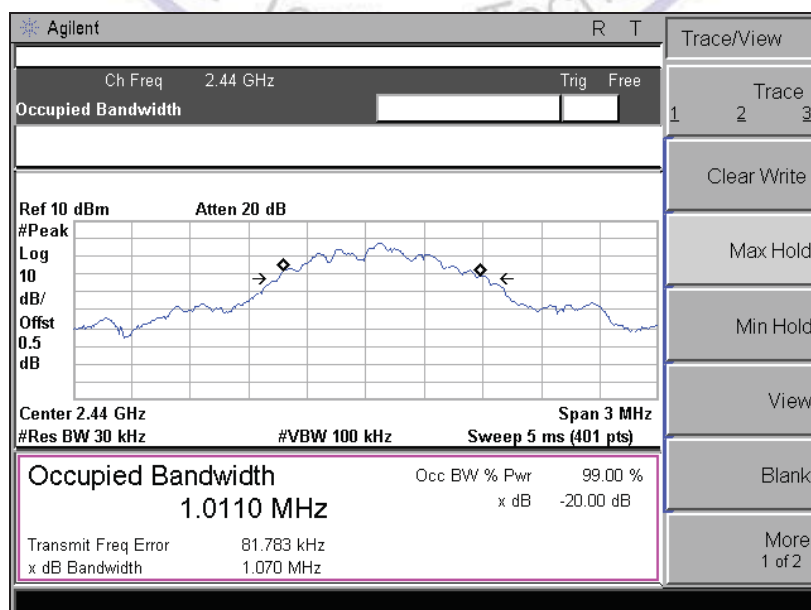 Agilent R T
Trace/View
Ch Freq 2.44 GHz Trig Free
Occupied Bandwidth
Trace
1 2 3
Clear Write
Max Hold
Min Hold
View
Blank
More
1 of 2
Ref 10 dBm Atten 20 dB
#Peak
Log
10
dB/
Offst
0.5
dB
Center 2.44 GHz Span 3 MHz
#Res BW 30 kHz #VBW 100 kHz Sweep 5 ms (401 pts)
Occupied Bandwidth Occ BW % Pwr 99.00 %
1.0110 MHz x dB -20.00 dB
Transmit Freq Error 81.783 kHz
x dB Bandwidth 1.070 MHz